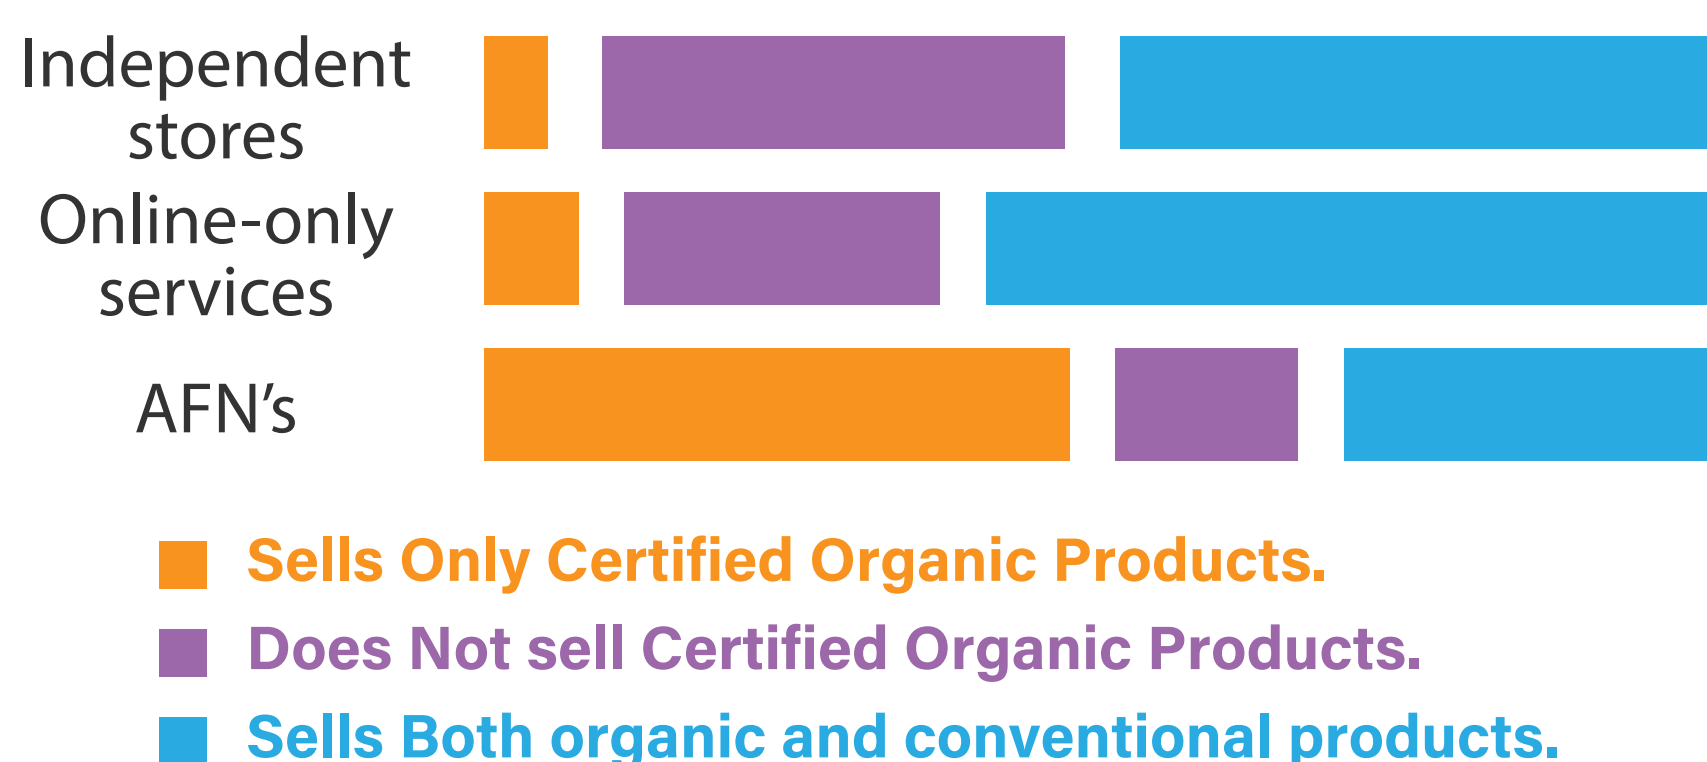 Independent
stores
Online-only
services
AFN’s
Sells Only Certified Organic Products.
Does Not sell Certified Organic Products.
Sells Both organic and conventional products.